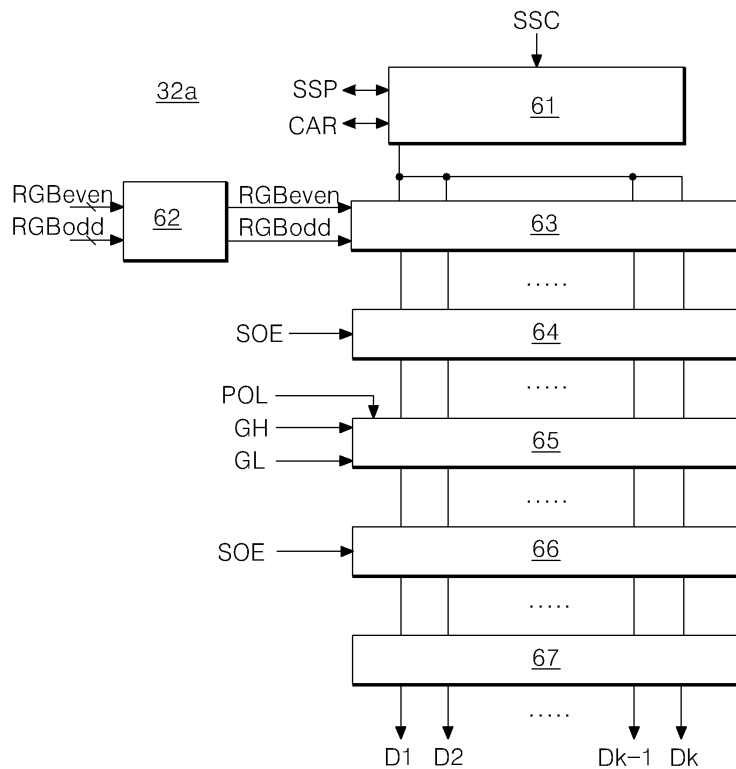 SSC
32a
SSP
61
CAR
RGBeven
RGBeven
62
63
RGBodd
RGBodd
.....
SOE
64
.....
POL
GH
65
GL
.....
SOE
66
.....
67
.....
D1 D2 Dk-1 Dk